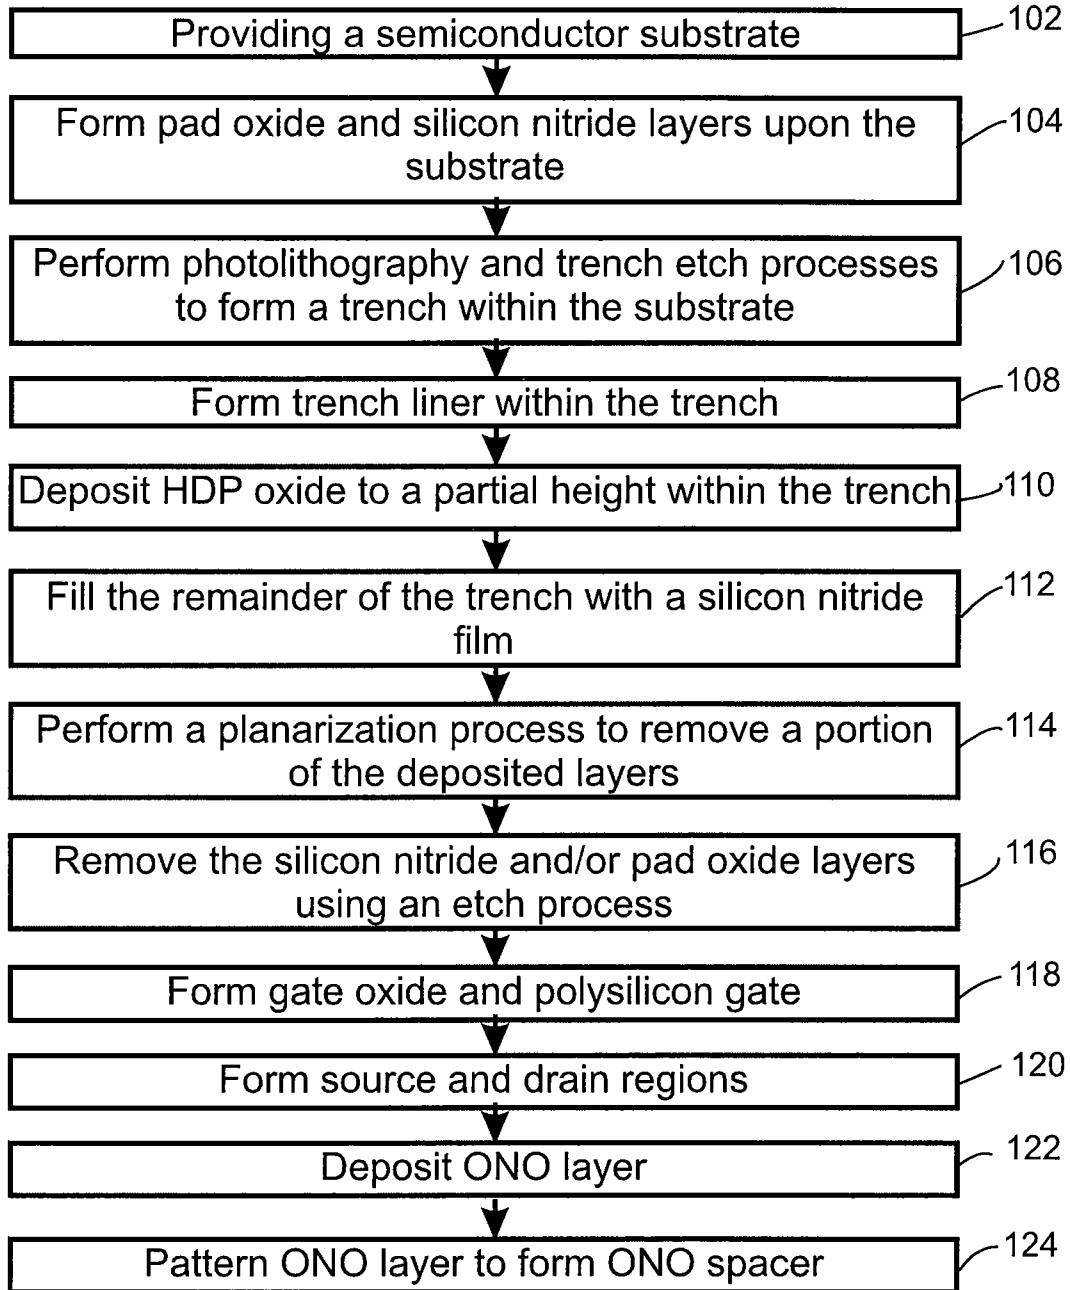 Providing a semiconductor substrate
102
Form pad oxide and silicon nitride layers upon the
substrate
104
Perform photolithography and trench etch processes
to form a trench within the substrate
106
Form trench liner within the trench
108
Deposit HDP oxide to a partial height within the trench
110
Fill the remainder of the trench with a silicon nitride
film
112
Perform a planarization process to remove a portion
of the deposited layers
114
Remove the silicon nitride and/or pad oxide layers
using an etch process
116
Form gate oxide and polysilicon gate
118
Form source and drain regions
120
Deposit ONO layer
122
Pattern ONO layer to form ONO spacer
124